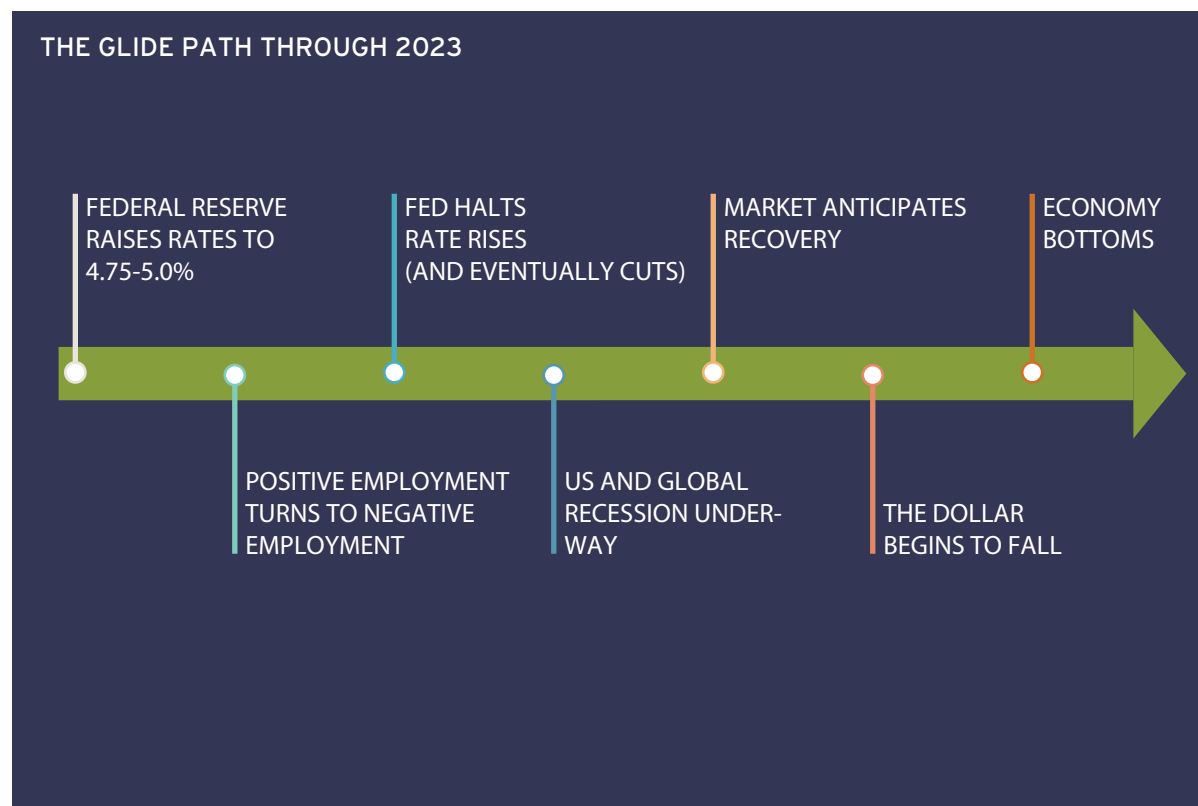 THE GLIDE PATH THROUGH 2023
FEDERAL RESERVE
RAISES RATES TO
4.75-5.0%
POSITIVE EMPLOYMENT
TURNS TO NEGATIVE
EMPLOYMENT
FED HALTS
RATE RISES
(AND EVENTUALLY CUTS)
US AND GLOBAL
RECESSION UNDER-
WAY
MARKET ANTICIPATES
RECOVERY
THE DOLLAR
BEGINS TO FALL
ECONOMY
BOTTOMS